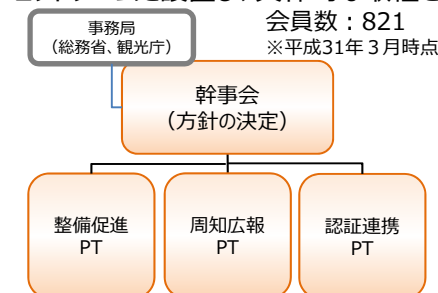 会員数：821
※平成31年３月時点
事務局
（総務省、観光庁）
幹事会
（方針の決定）
整備促進
PT
周知広報
PT
認証連携
PT